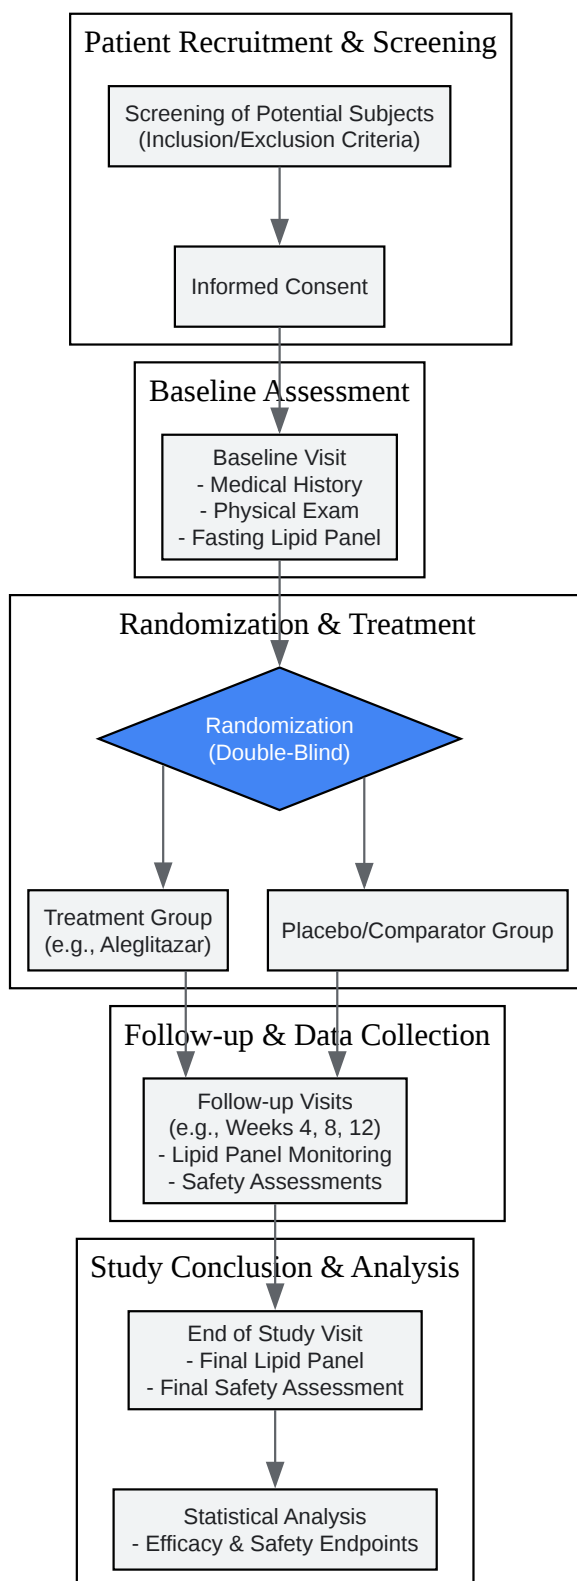 Patient Recruitment & Screening
Screening of Potential Subjects
(Inclusion/Exclusion Criteria)
Informed Consent
Baseline Assessment
Baseline Visit
- Medical History
- Physical Exam
- Fasting Lipid Panel
Randomization & Treatment
Randomization
(Double-Blind)
Treatment Group
(e.g., Aleglitazar)
Placebo/Comparator Group
Follow-up & Data Collection
Follow-up Visits
(e.g., Weeks 4, 8, 12)
- Lipid Panel Monitoring
- Safety Assessments
Study Conclusion & Analysis
End of Study Visit
- Final Lipid Panel
- Final Safety Assessment
Statistical Analysis
- Efficacy & Safety Endpoints